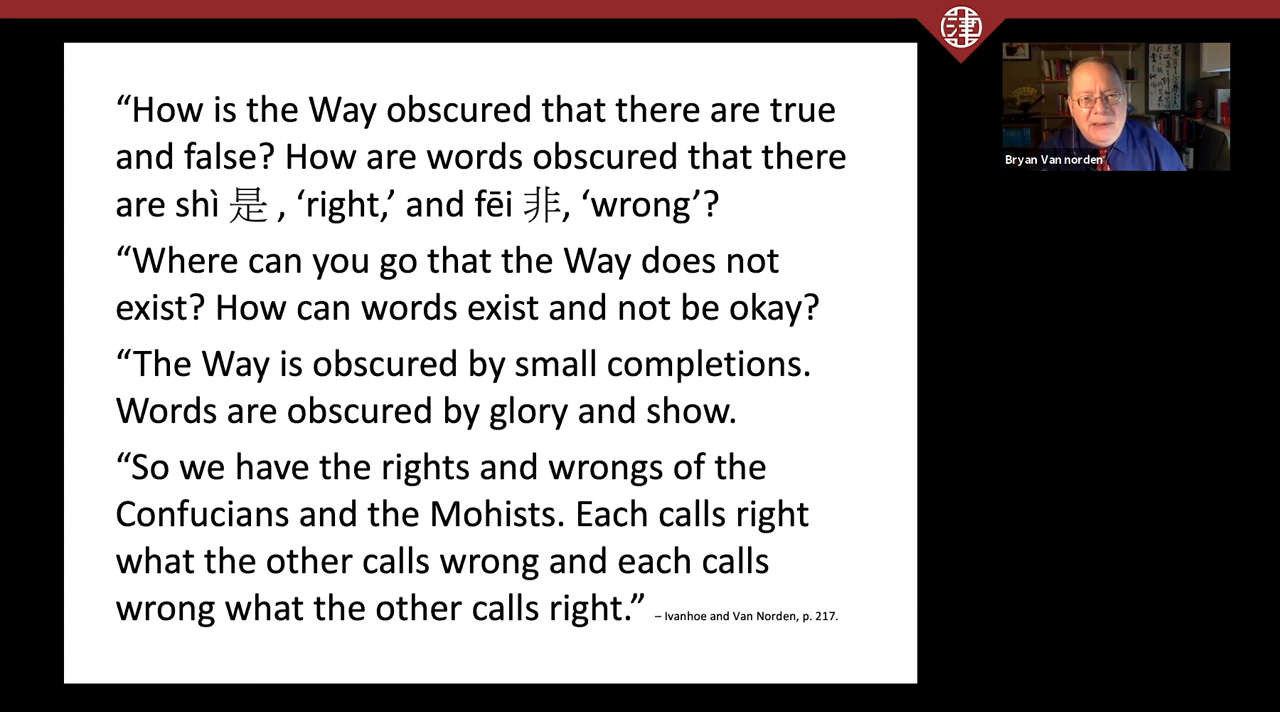 “How is the Way obscured that there are true
and false? How are words obscured that there
are shì 是 , ‘right,’ and fēi 非, ‘wrong’?
“Where can you go that the Way does not
exist? How can words exist and not be okay?
“The Way is obscured by small completions.
Words are obscured by glory and show.
“So we have the rights and wrongs of the
Confucians and the Mohists. Each calls right
what the other calls wrong and each calls
wrong what the other calls right.” – Ivanhoe and Van Norden, p. 217.
Bryan Van norden